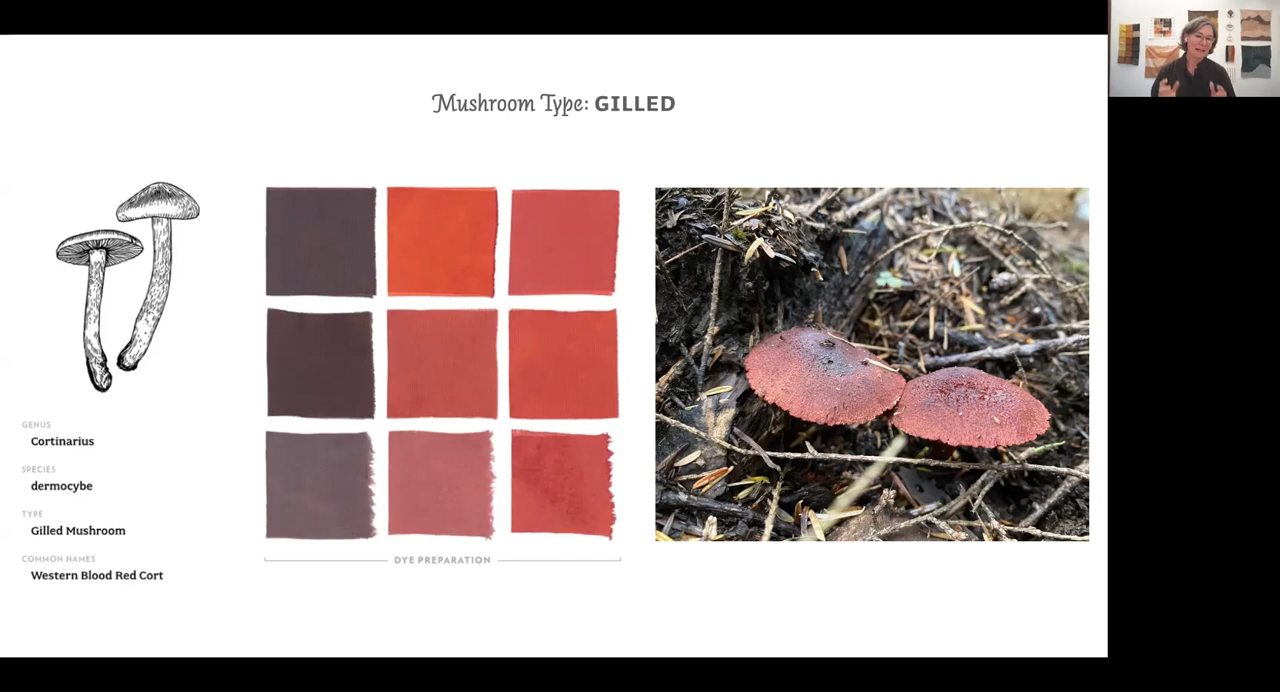 Mushroom Type: GILLED
GENUS
Cortinarius
SPECIES
dermocybe
TYPE
Gilled Mushroom
COMMON NAMES
Western Blood Red Cort
DYE PREPARATION